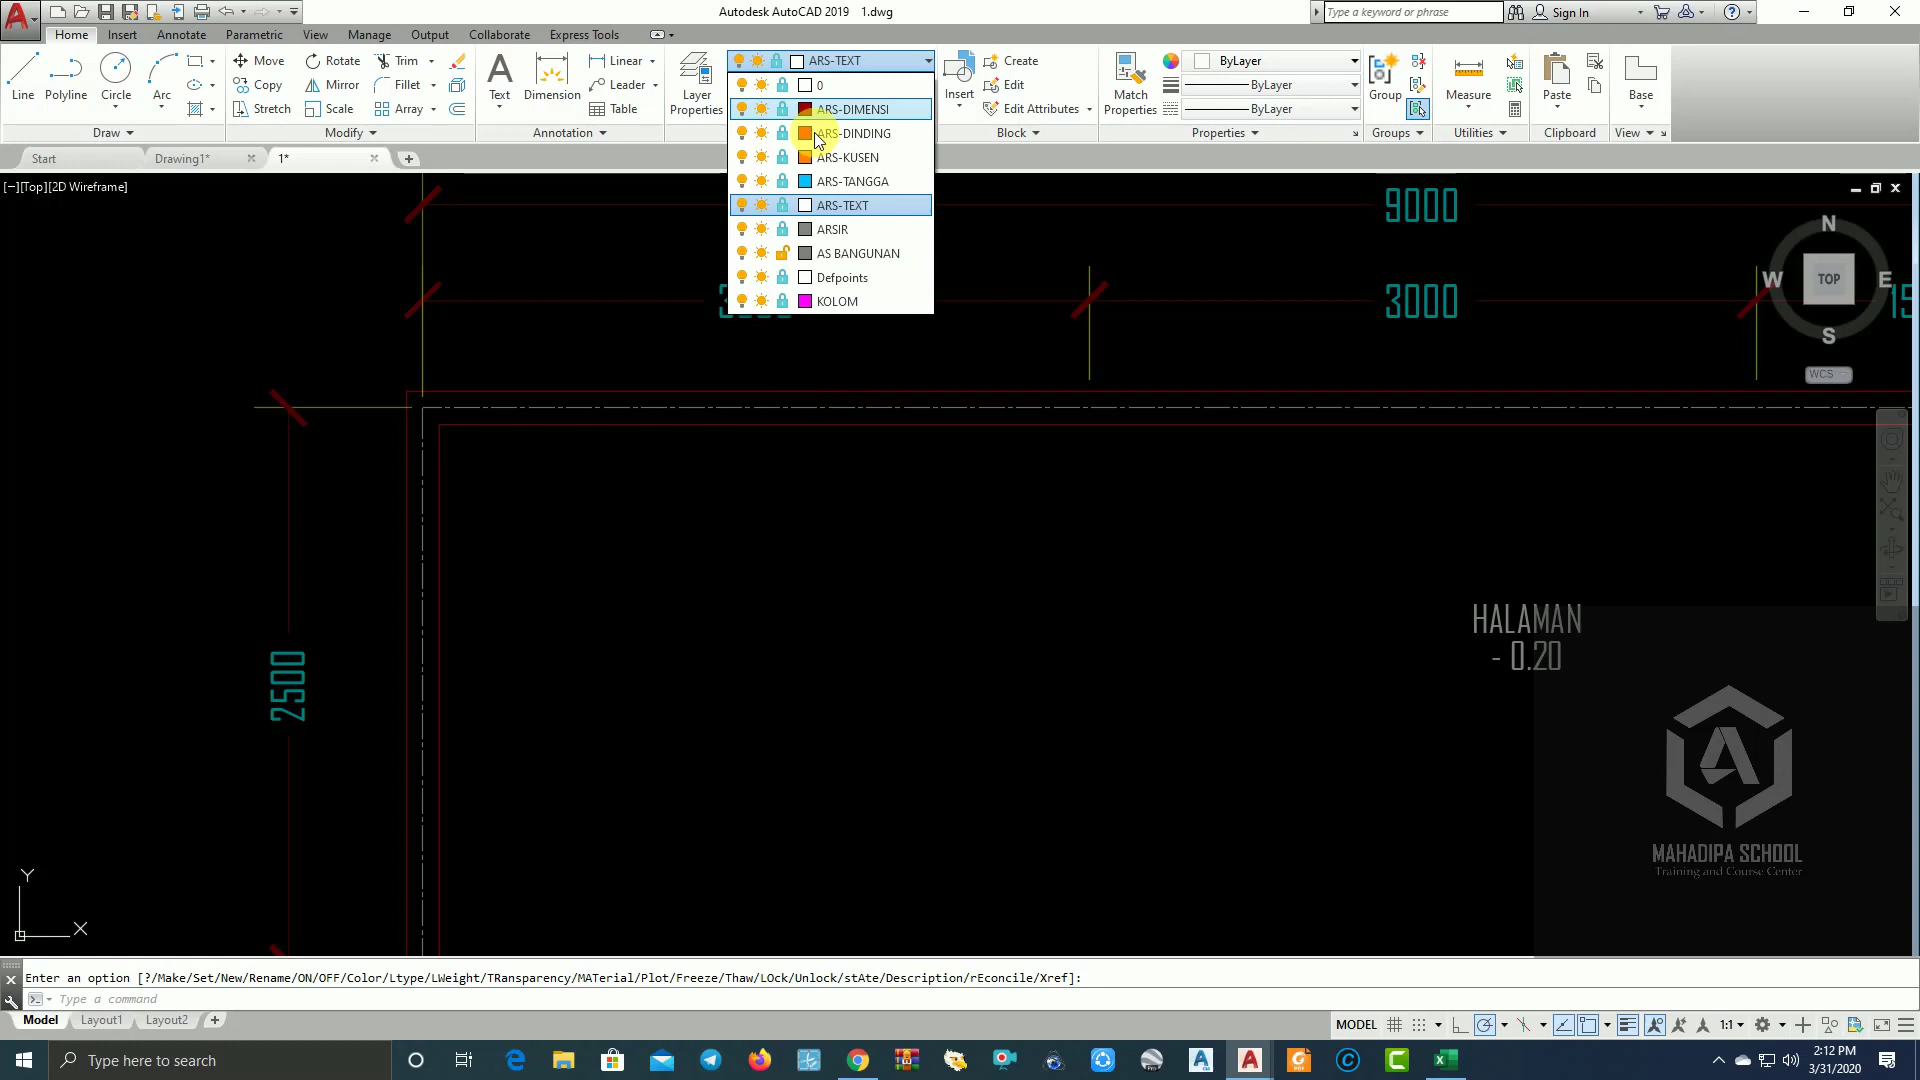 Autodesk AutoCAD 2019   1.dwg
Type a keyword or phrase
Sign In
Home Insert Annotate Parametric View Manage Output Collaborate Express Tools
Line Polyline Circle Arc
Move Rotate Trim
Copy Mirror Fillet
Stretch Scale Array
Text Dimension
Linear
Leader
Table
Layer
Properties
ARS-TEXT
0
ARS-DIMENSI
ARS-DINDING
ARS-KUSEN
ARS-TANGGA
ARS-TEXT
ARSIR
AS BANGUNAN
Defpoints
KOLOM
Insert
Create
Edit
Edit Attributes
Match
Properties
ByLayer
ByLayer
ByLayer
Group
Measure
Paste
Base
Draw Modify Annotation Block Properties Groups Utilities Clipboard View
Start Drawing1* 1*
[−][Top][2D Wireframe]
9000
3000
N
W TOP E
S
WCS
2500
HALAMAN
- 0.20
MAHADIPA SCHOOL
Training and Course Center
Y
X
Enter an option [?/Make/Set/New/Rename/ON/OFF/Color/Ltype/LWeight/TRansparency/MATerial/Plot/Freeze/Thaw/LOck/Unlock/stAte/Description/rEconcile/Xref]:
Type a command
Model Layout1 Layout2
MODEL 1:1
Type here to search
2:12 PM
3/31/2020